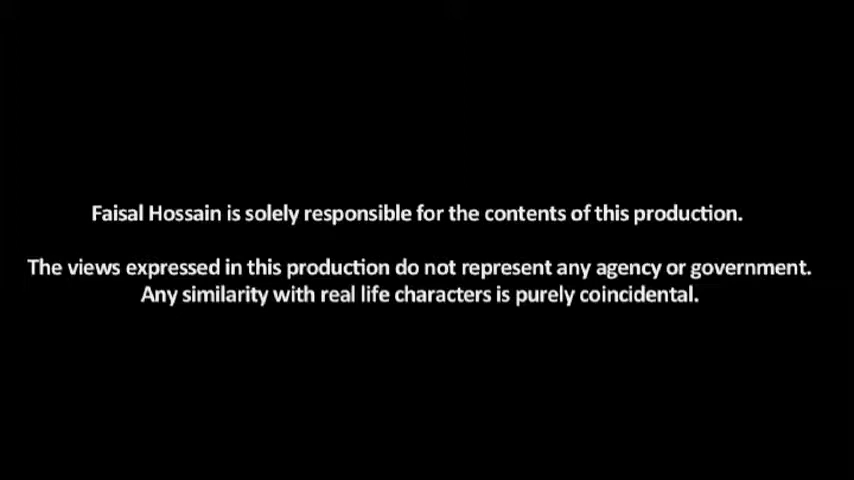 Faisal Hossain is solely responsible for the contents of this production.
The views expressed in this production do not represent any agency or government.
Any similarity with real life characters is purely coincidental.